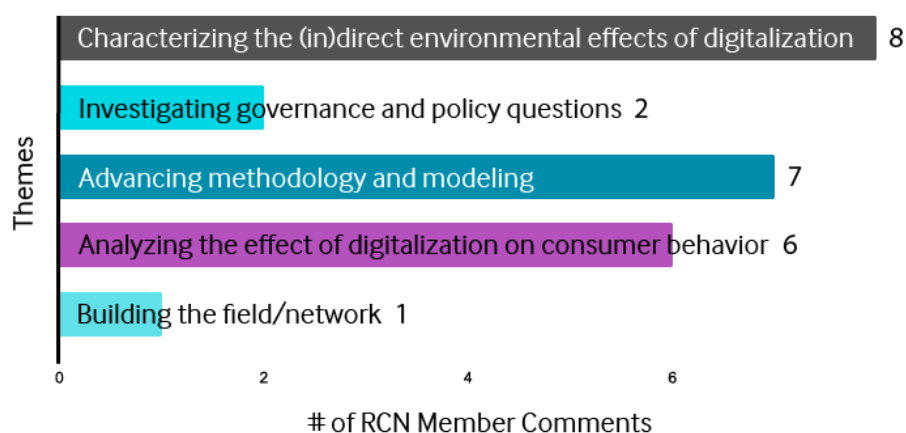 Characterizing the (in)direct environmental effects of digitalization 8
Investigating governance and policy questions 2
Advancing methodology and modeling 7
Analyzing the effect of digitalization on consumer behavior 6
Building the field/network 1
Themes
0 2 4 6
# of RCN Member Comments